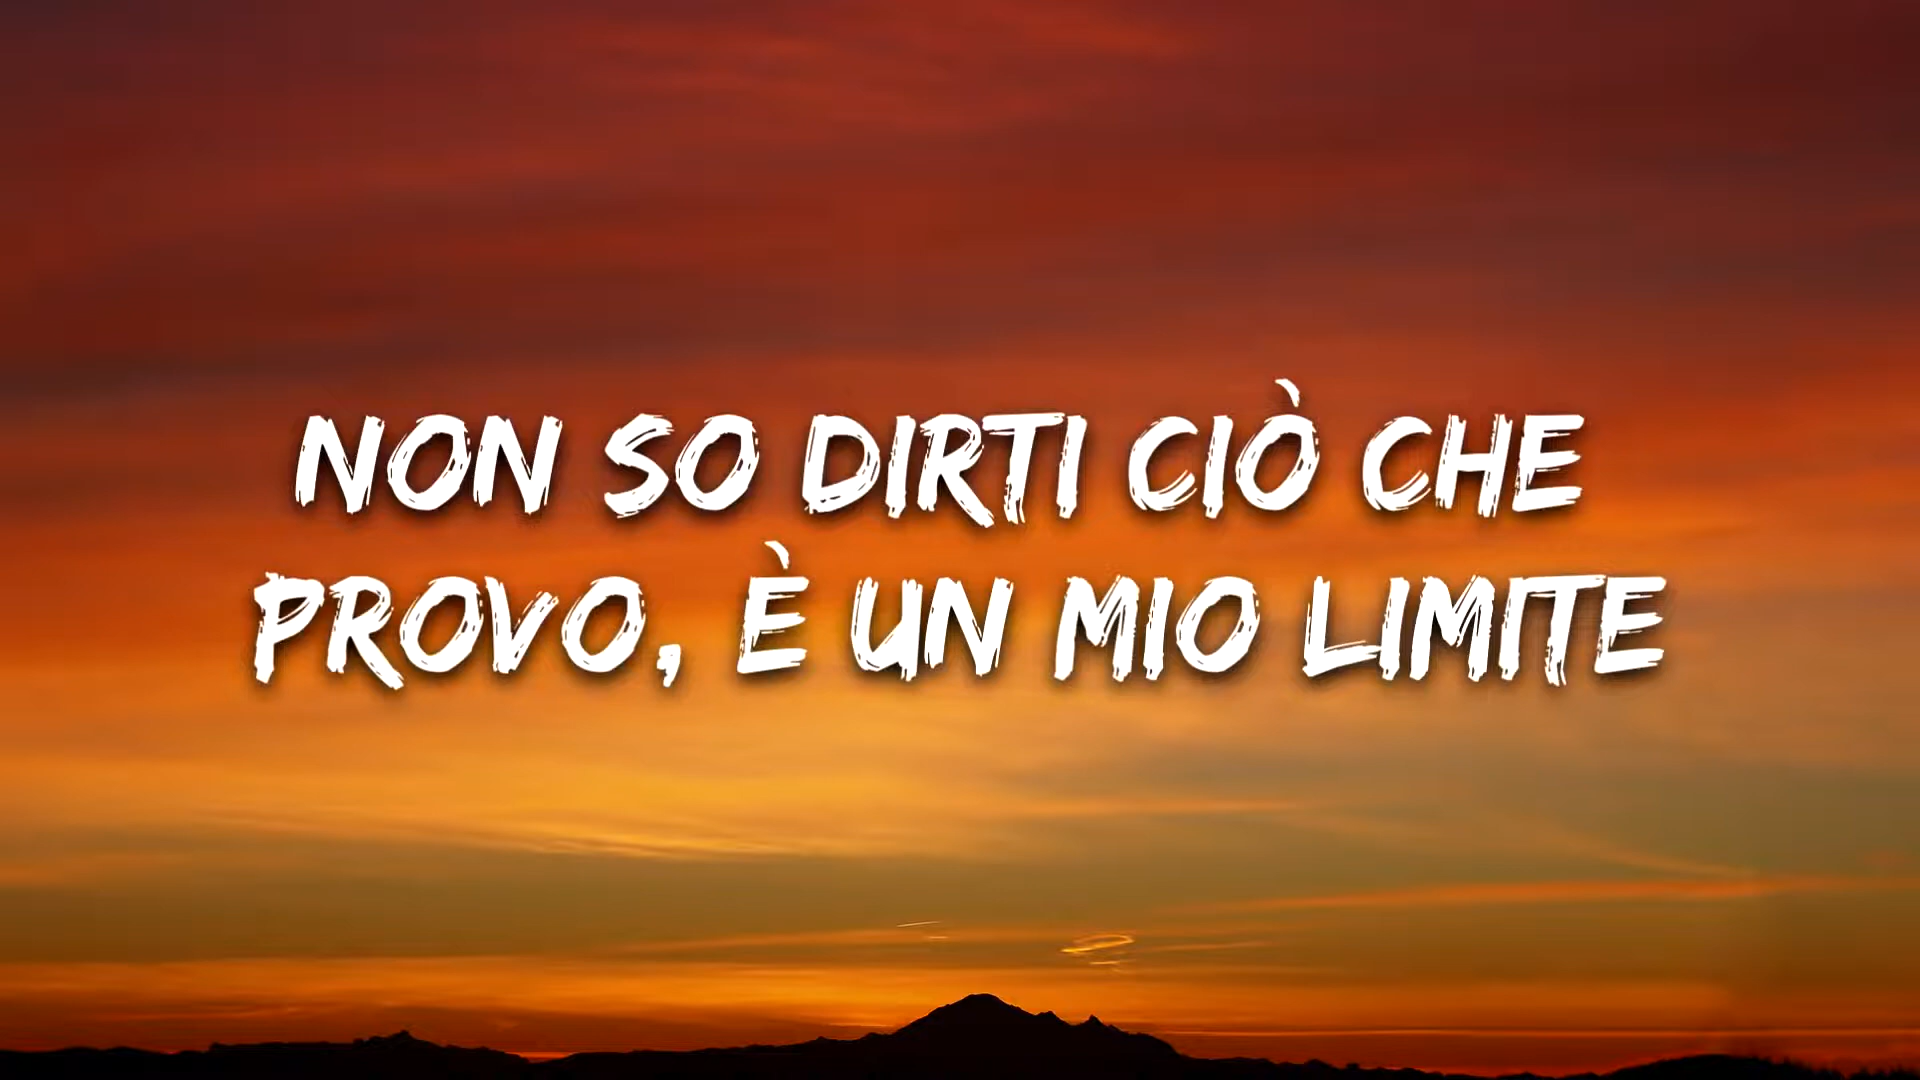 NON SO DIRTI CIÒ CHE
PROVO, È UN MIO LIMITE